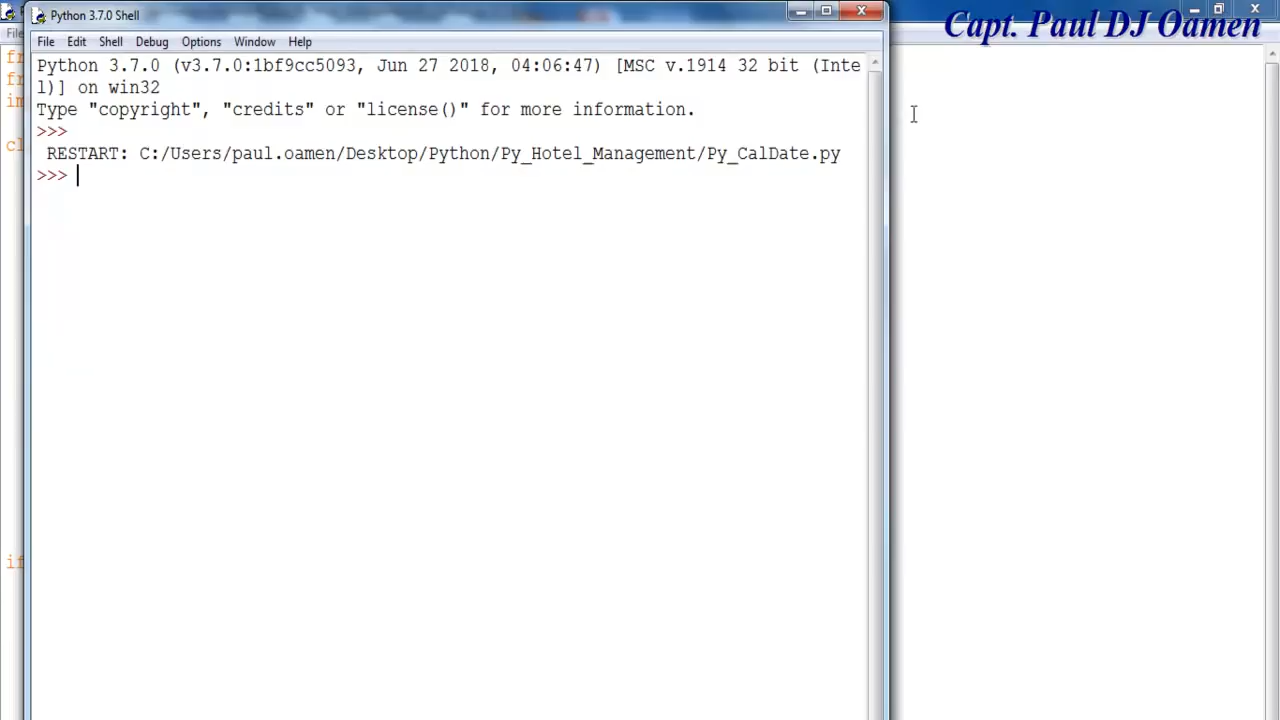 Python 3.7.0 Shell
Capt. Paul DJ Oamen
File Edit Shell Debug Options Window Help
Python 3.7.0 (v3.7.0:1bf9cc5093, Jun 27 2018, 04:06:47) [MSC v.1914 32 bit (Inte
l)] on win32
Type "copyright", "credits" or "license()" for more information.
>>>
RESTART: C:/Users/paul.oamen/Desktop/Python/Py_Hotel_Management/Py_CalDate.py
>>>